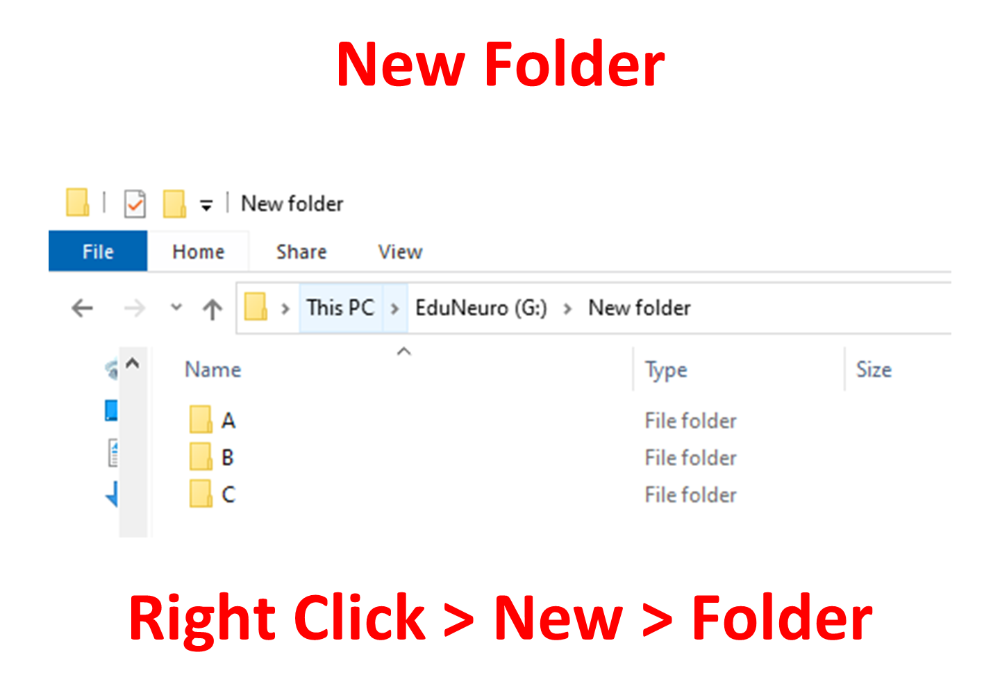 New Folder
New folder
File Home Share View
This PC > EduNeuro (G:) > New folder
Name Type Size
A File folder
B File folder
C File folder
Right Click > New > Folder